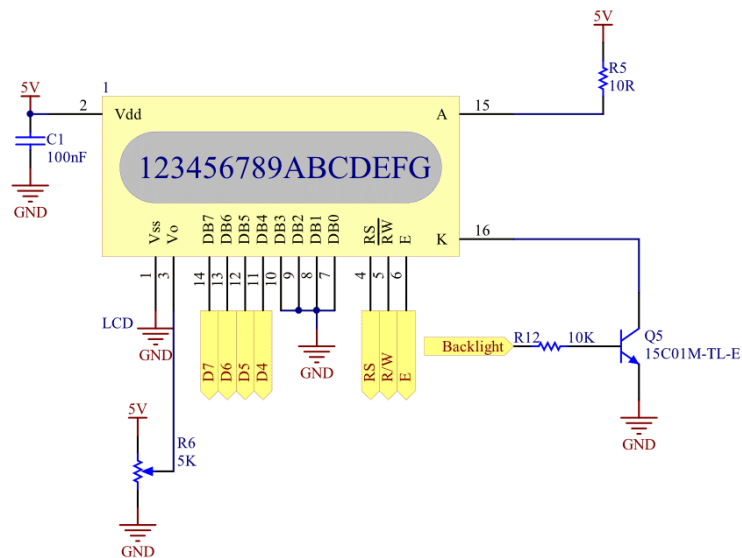 5V
R5
10R
5V
1
2
Vdd
A
15
C1
100nF
123456789ABCDEFG
GND
Vss
Vo
DB7
DB6
DB5
DB4
DB3
DB2
DB1
DB0
RS
RW
E
K
16
1
3
14
13
12
11
10
9
8
7
4
5
6
LCD
GND
D7
D6
D5
D4
GND
RS
R/W
E
Backlight
R12
10K
Q5
15C01M-TL-E
GND
5V
R6
5K
GND